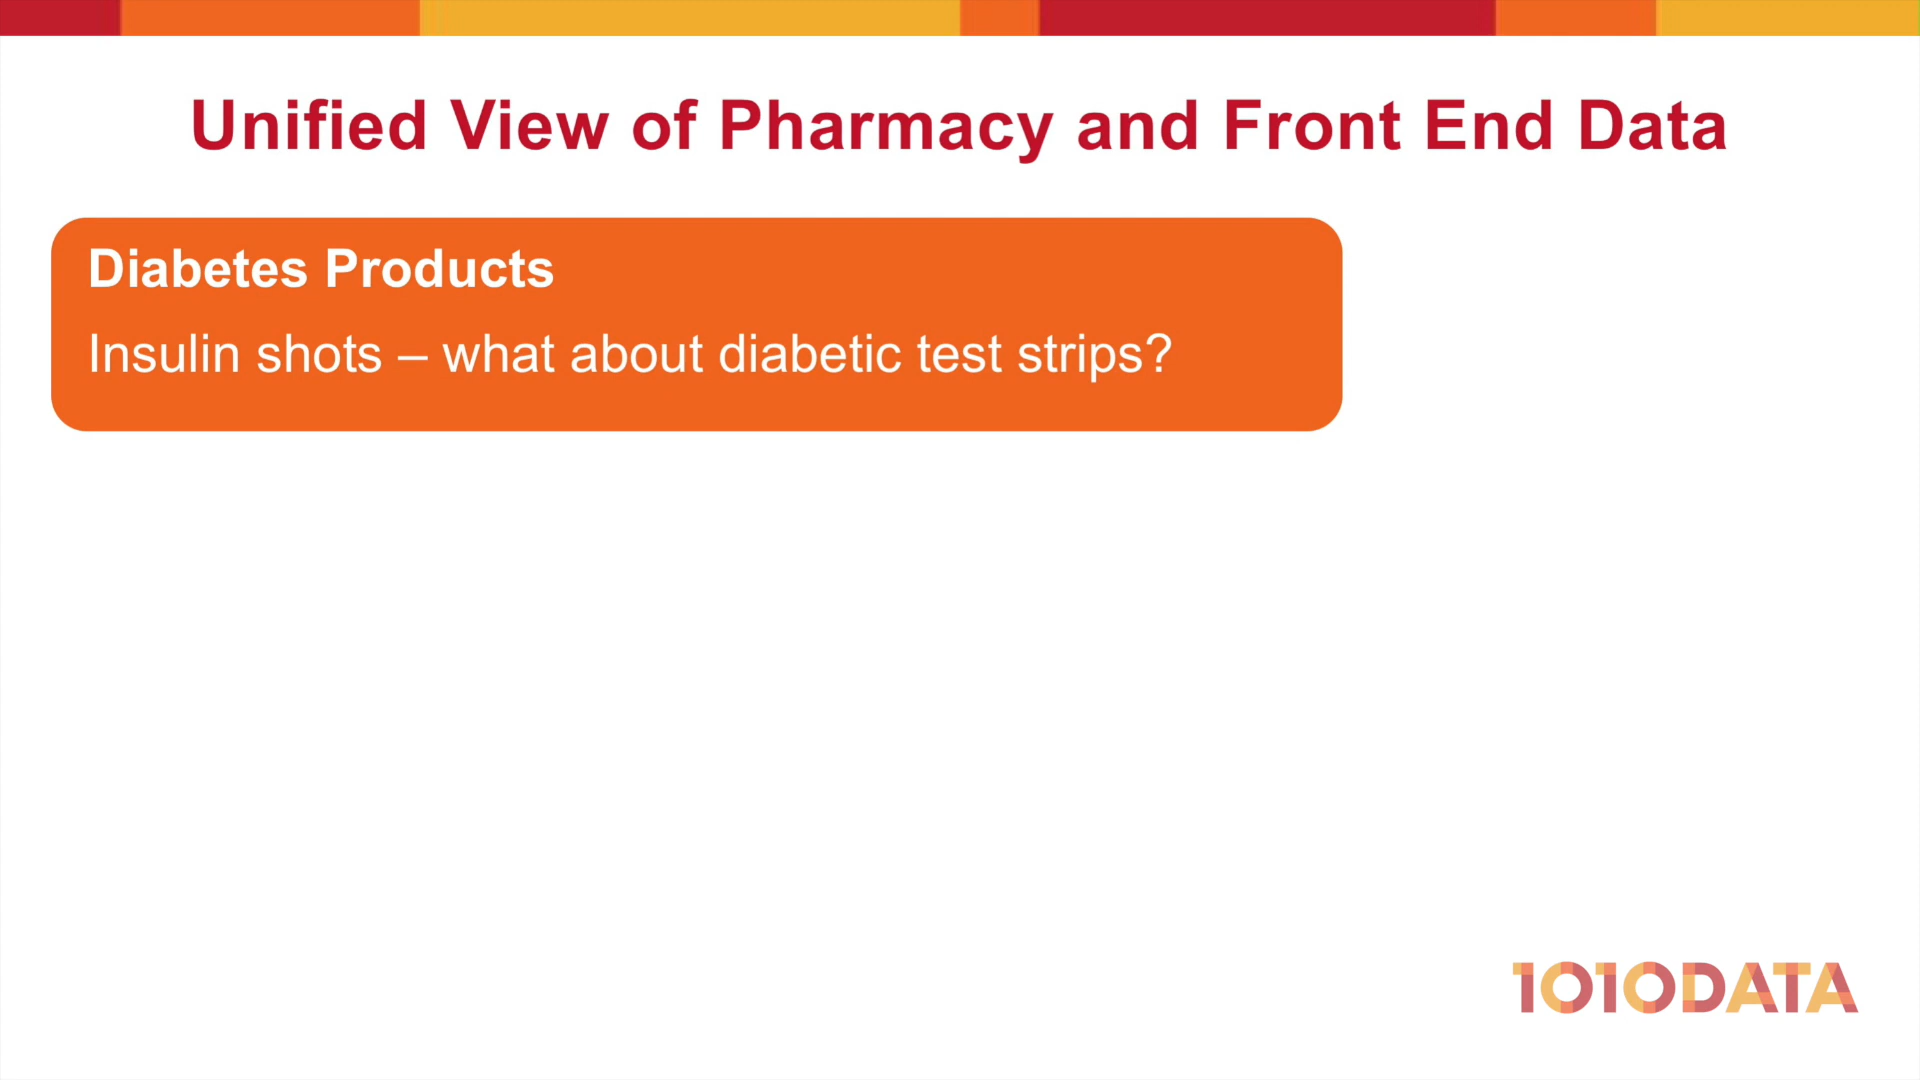 Unified View of Pharmacy and Front End Data
Diabetes Products
Insulin shots – what about diabetic test strips?
1010DATA